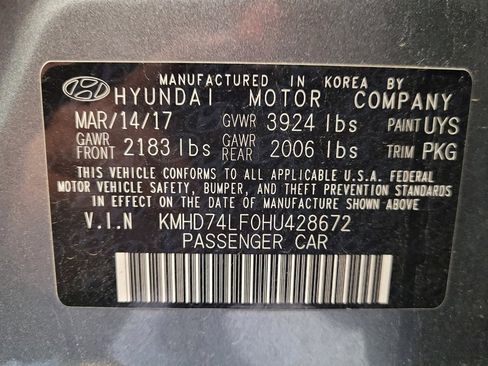 MANUFACTURED IN KOREA BY
HYUNDAI MOTOR COMPANY
MAR/14/17 GVWR 3924 lbs PAINT UYS
GAWR FRONT 2183 lbs GAWR REAR 2006 lbs TRIM PKG
THIS VEHICLE CONFORMS TO ALL APPLICABLE U.S.A. FEDERAL
MOTOR VEHICLE SAFETY, BUMPER, AND THEFT PREVENTION STANDARDS
IN EFFECT ON THE DATE OF MANUFACTURE SHOWN ABOVE.
V.I.N KMHD74LF0HU428672
PASSENGER CAR